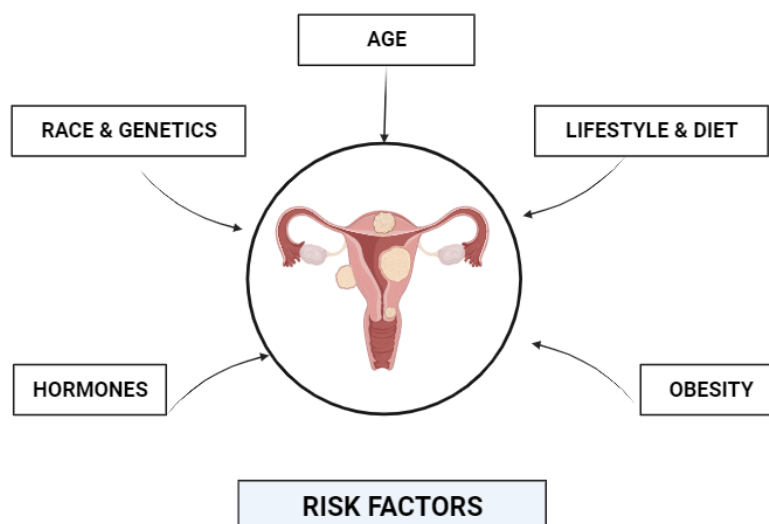 AGE
RACE & GENETICS
LIFESTYLE & DIET
HORMONES
OBESITY
RISK FACTORS